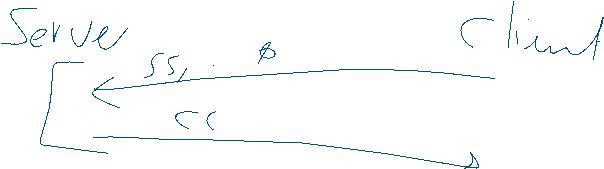 Server Client
SS, . ø
CC